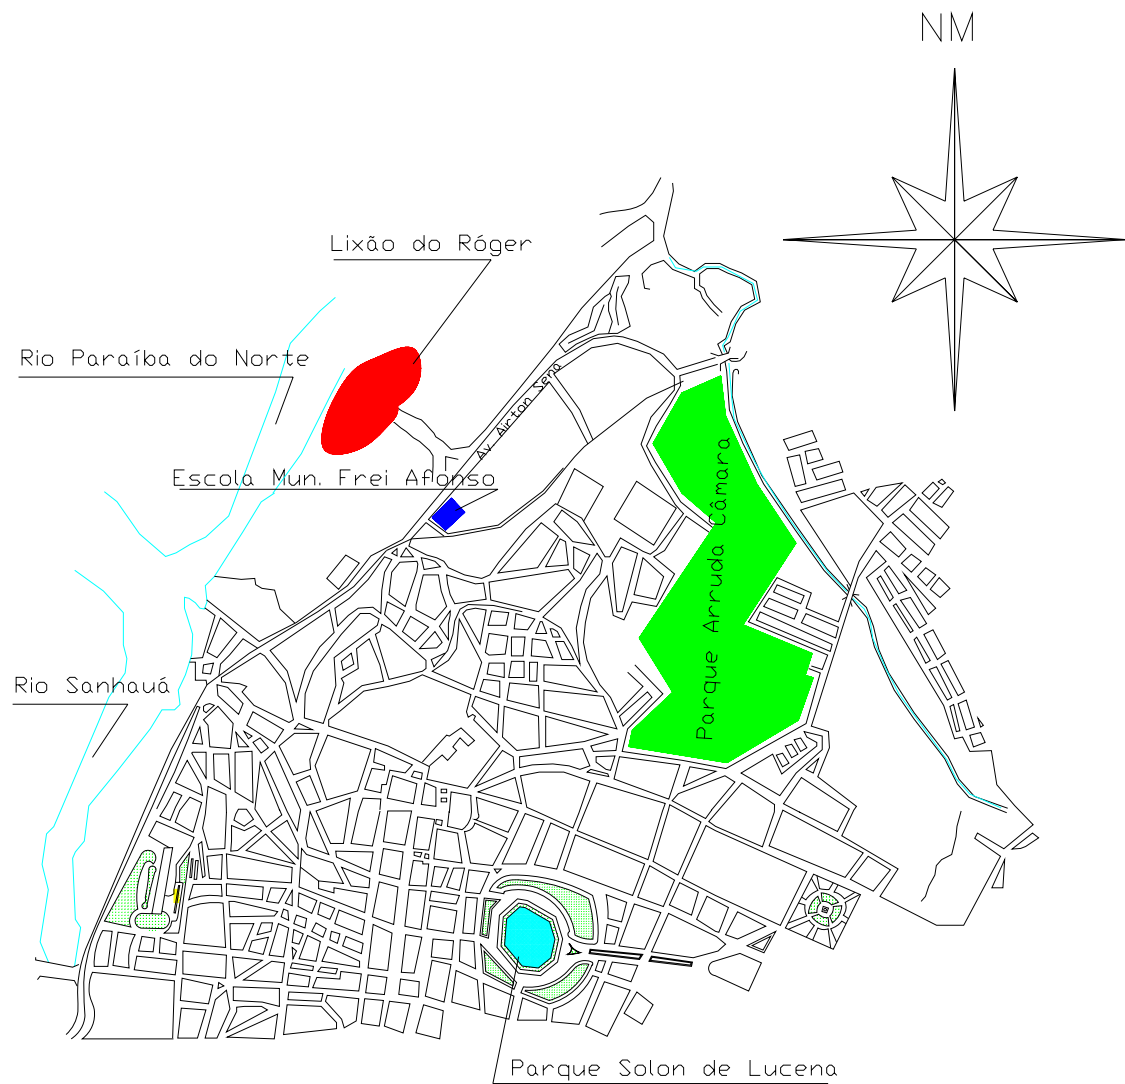 NM
Lixão do Róger
Rio Paraíba do Norte
Av. Airton Sena
Escola Mun. Frei Afonso
Parque Arruda Câmara
Rio Sanhauá
Parque Solon de Lucena